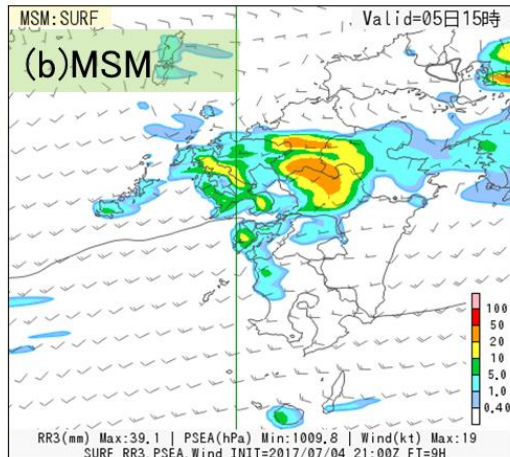 MSM:SURF
Valid=05日15時
(b)MSM
100
50
20
10
5.0
1.0
0.40
RR3(mm) Max:39.1 | PSEA(hPa) Min:1009.8 | Wind(kt) Max:19
SURF RR3,PSEA,Wind INIT=2017/07/04 21:00Z FT=9H